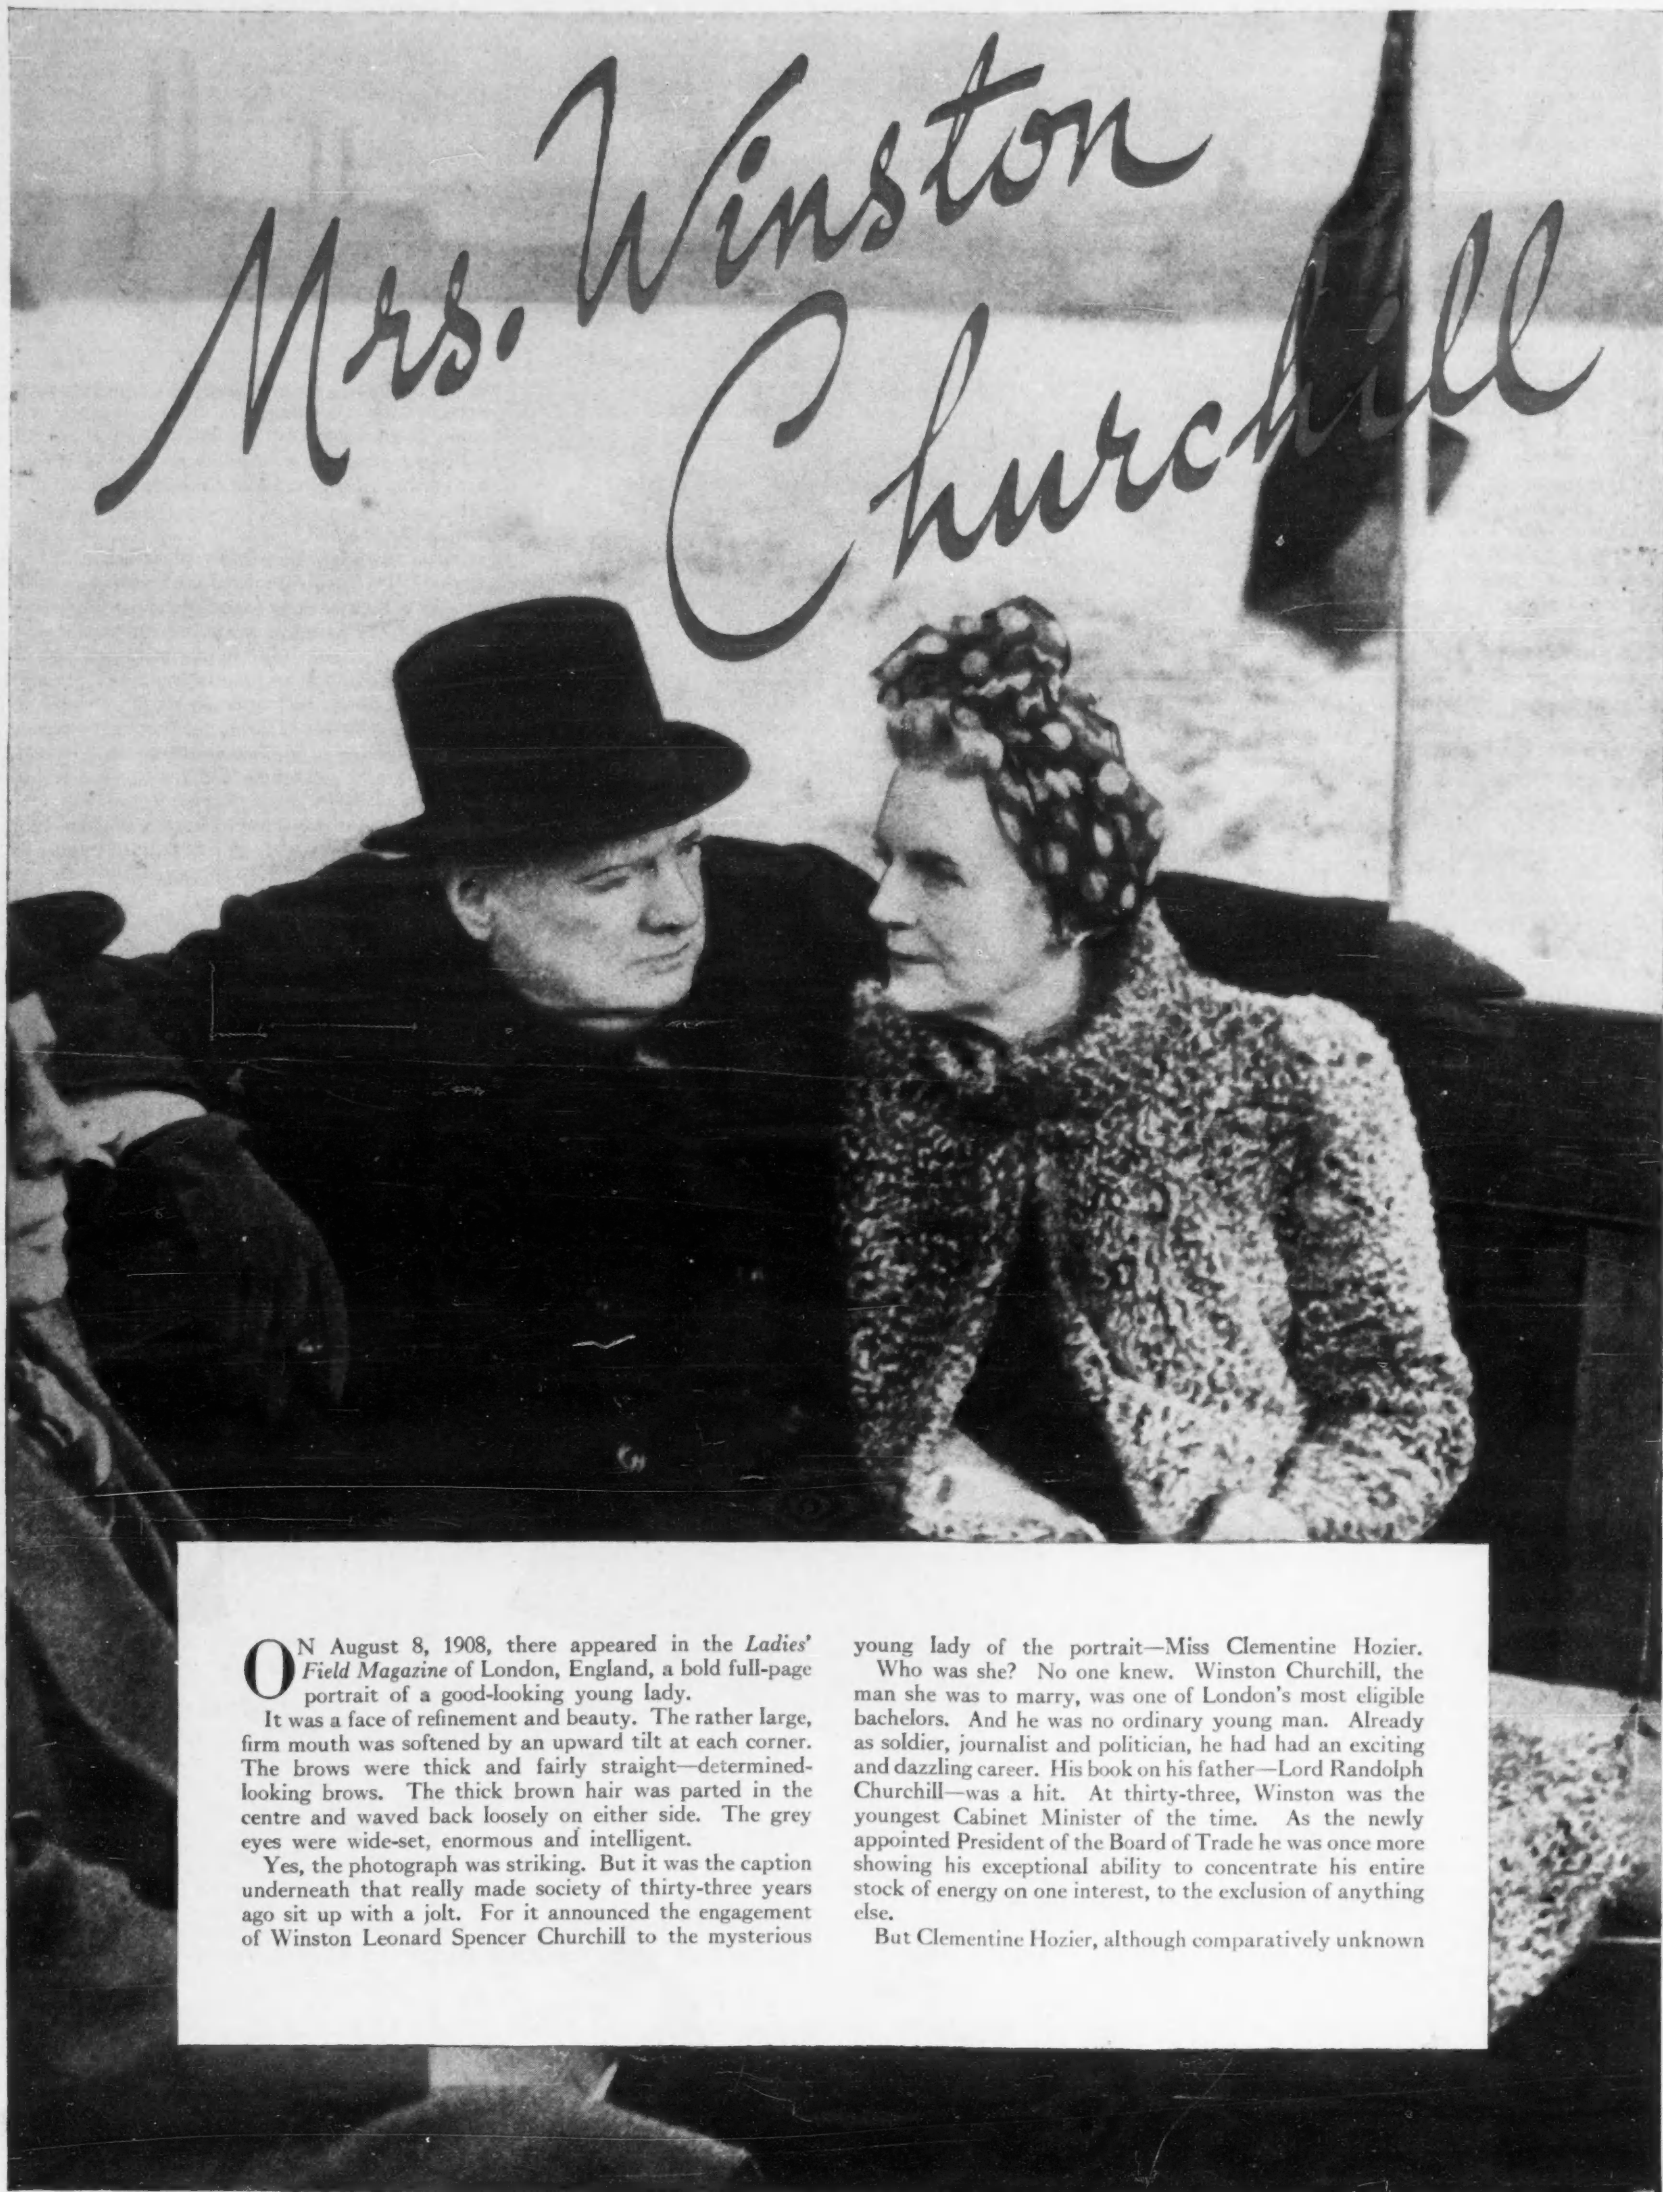 Mrs. Winston
Churchill
ON August 8, 1908, there appeared in the Ladies'
Field Magazine of London, England, a bold full-page
portrait of a good-looking young lady.
It was a face of refinement and beauty. The rather large,
firm mouth was softened by an upward tilt at each corner.
The brows were thick and fairly straight—determined-
looking brows. The thick brown hair was parted in the
centre and waved back loosely on either side. The grey
eyes were wide-set, enormous and intelligent.
Yes, the photograph was striking. But it was the caption
underneath that really made society of thirty-three years
ago sit up with a jolt. For it announced the engagement
of Winston Leonard Spencer Churchill to the mysterious
young lady of the portrait—Miss Clementine Hozier.
Who was she? No one knew. Winston Churchill, the
man she was to marry, was one of London's most eligible
bachelors. And he was no ordinary young man. Already
as soldier, journalist and politician, he had had an exciting
and dazzling career. His book on his father—Lord Randolph
Churchill—was a hit. At thirty-three, Winston was the
youngest Cabinet Minister of the time. As the newly
appointed President of the Board of Trade he was once more
showing his exceptional ability to concentrate his entire
stock of energy on one interest, to the exclusion of anything
else.
But Clementine Hozier, although comparatively unknown